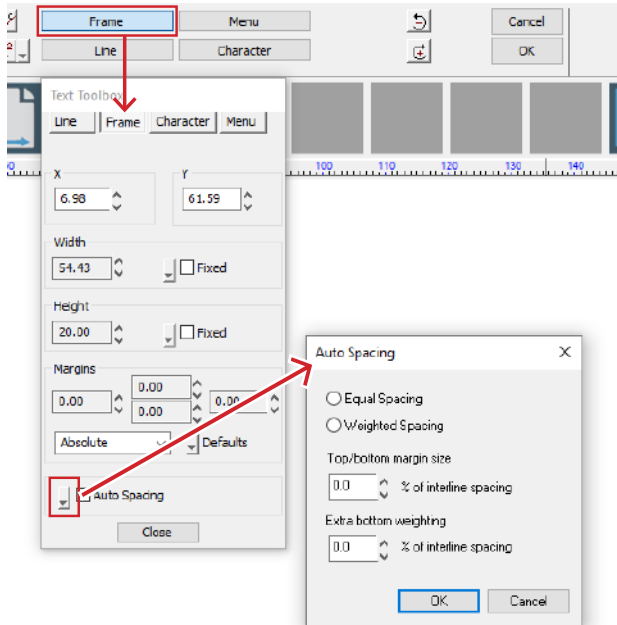 Frame Menu Cancel
Line Character OK
Text Toolbox
Line Frame Character Menu
100 110 120 130 140
X Y
6.98 61.59
Width
54.43 Fixed
Height
20.00 Fixed
Margins
0.00 0.00 0.00
0.00
Absolute Defaults
Auto Spacing
Close
Auto Spacing
Equal Spacing
Weighted Spacing
Top/bottom margin size
0.0 % of interline spacing
Extra bottom weighting
0.0 % of interline spacing
OK Cancel